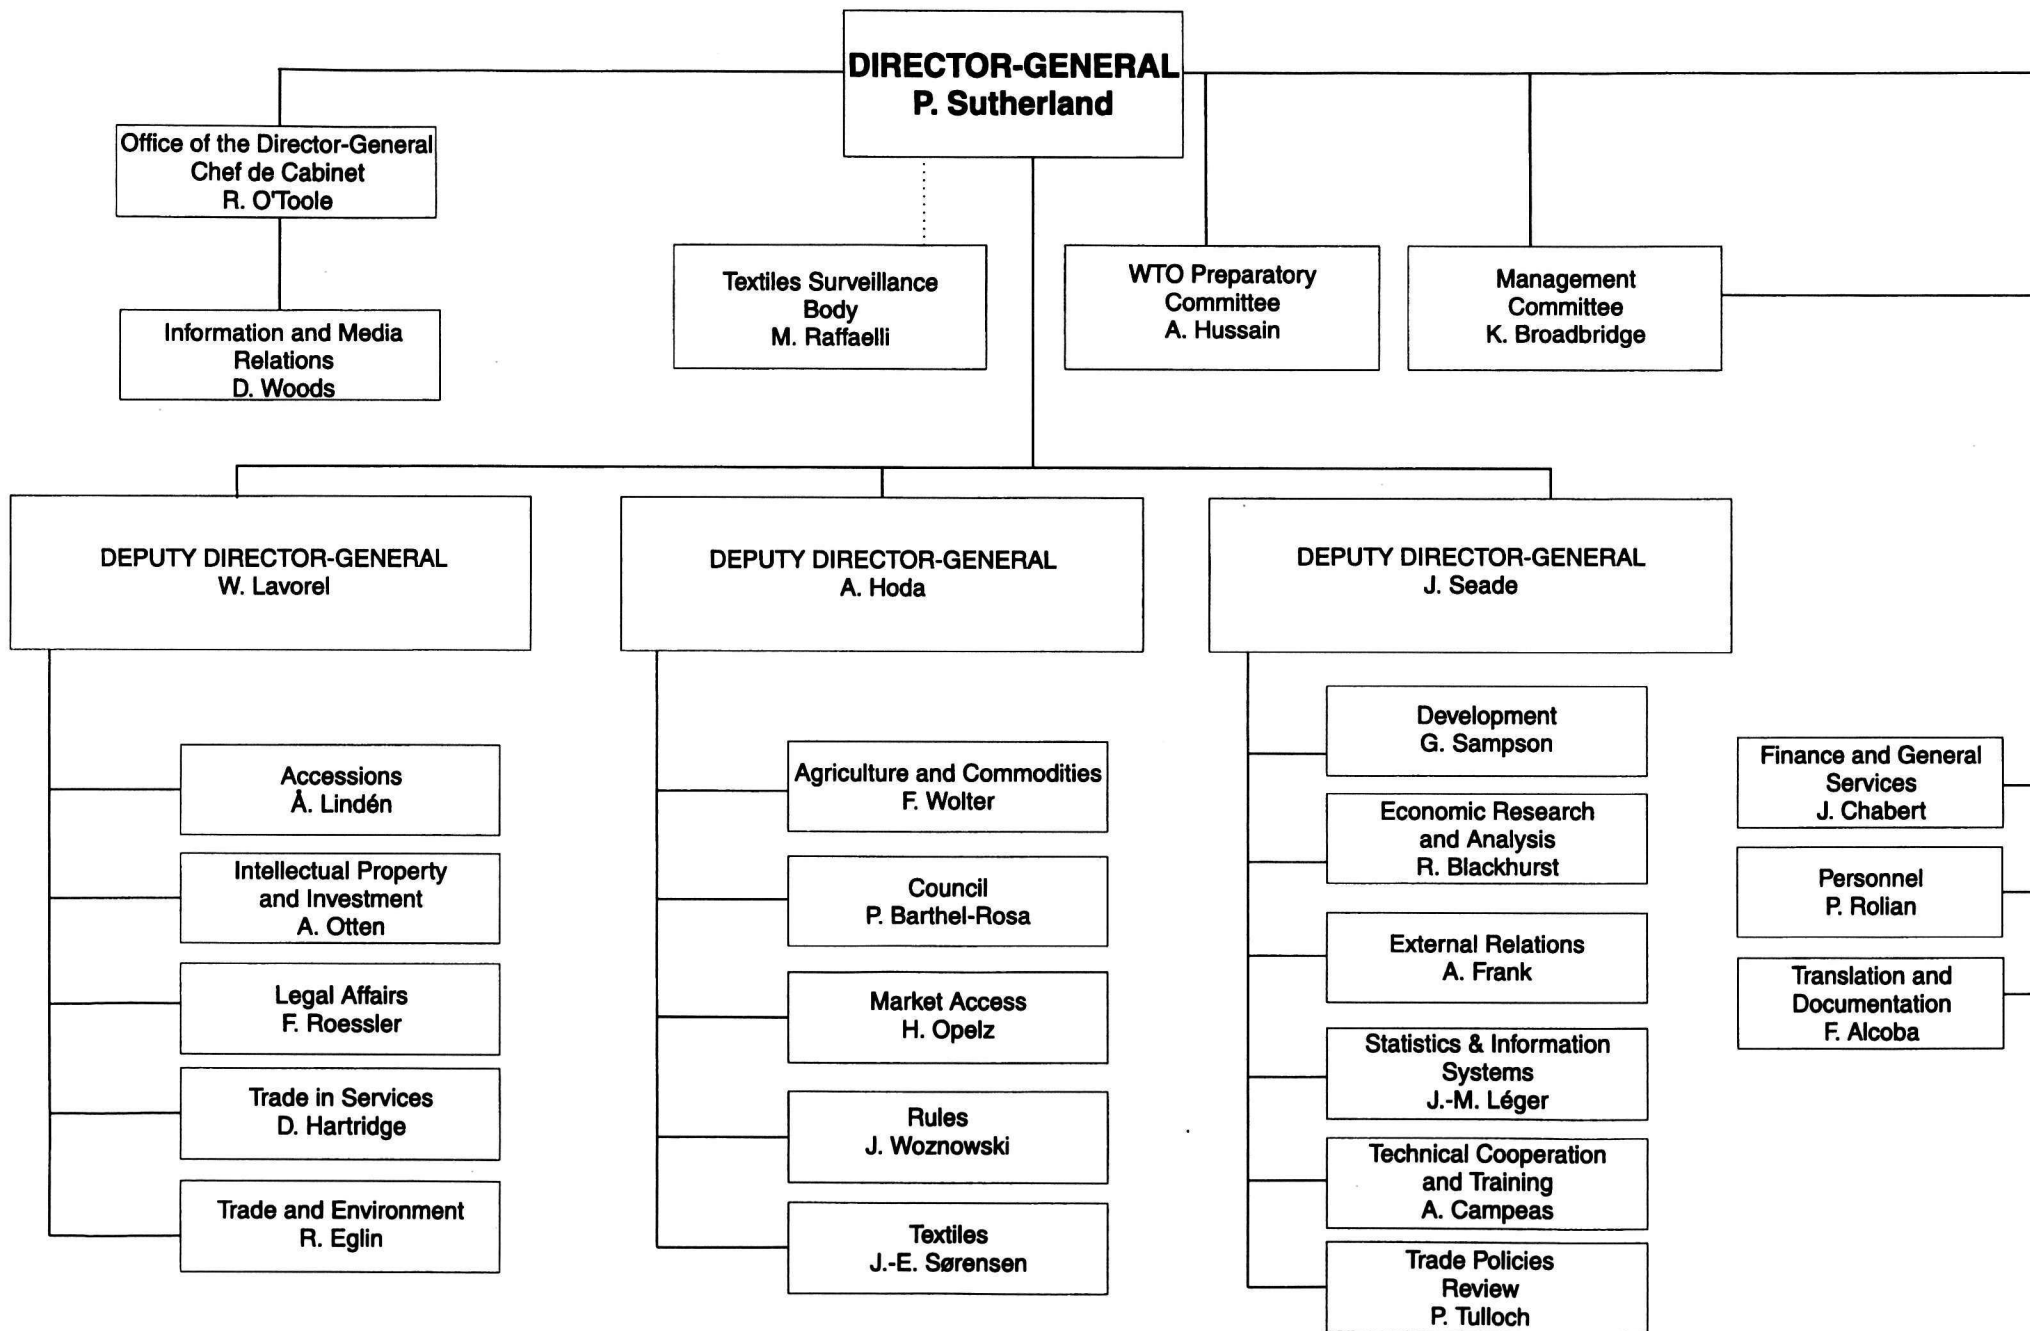 DIRECTOR-GENERAL
P. Sutherland
Office of the Director-General
Chef de Cabinet
R. O'Toole
Information and Media
Relations
D. Woods
Textiles Surveillance
Body
M. Raffaelli
WTO Preparatory
Committee
A. Hussain
Management
Committee
K. Broadbridge
DEPUTY DIRECTOR-GENERAL
W. Lavorel
Accessions
Å. Lindén
Intellectual Property
and Investment
A. Otten
Legal Affairs
F. Roessler
Trade in Services
D. Hartridge
Trade and Environment
R. Eglin
DEPUTY DIRECTOR-GENERAL
A. Hoda
Agriculture and Commodities
F. Wolter
Council
P. Barthel-Rosa
Market Access
H. Opelz
Rules
J. Woznowski
Textiles
J.-E. Sørensen
DEPUTY DIRECTOR-GENERAL
J. Seade
Development
G. Sampson
Economic Research
and Analysis
R. Blackhurst
External Relations
A. Frank
Statistics & Information
Systems
J.-M. Léger
Technical Cooperation
and Training
A. Campeas
Trade Policies
Review
P. Tulloch
Finance and General
Services
J. Chabert
Personnel
P. Rolian
Translation and
Documentation
F. Alcoba